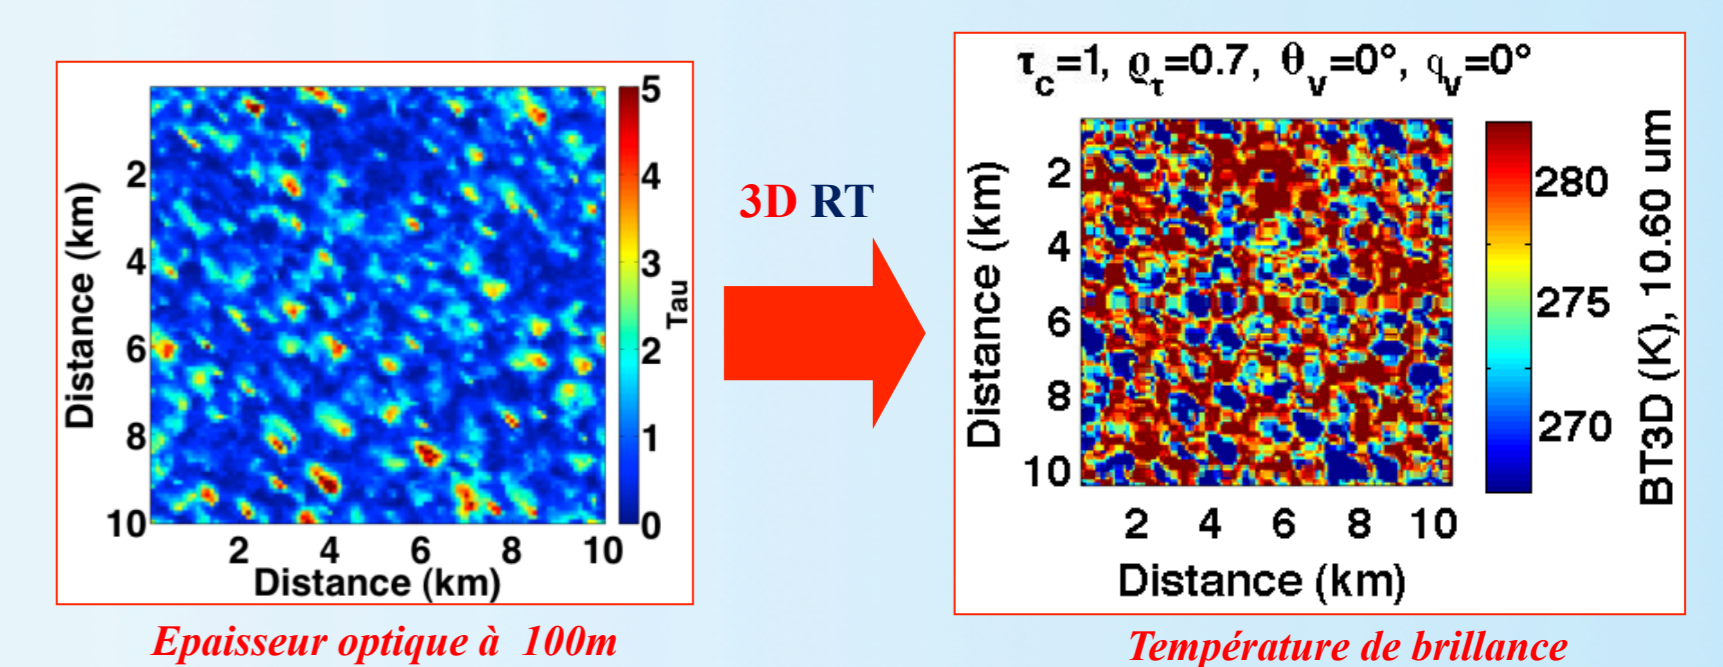 5
4
3
2
1
0
Tau
2
4
6
8
10
Distance (km)
2 4 6 8 10
Distance (km)
Epaisseur optique à 100m
3D RT
τc=1, ϱτ=0.7, θv=0°, φv=0°
2
4
6
8
10
Distance (km)
2 4 6 8 10
Distance (km)
280
275
270
BT3D (K), 10.60 um
Température de brillance